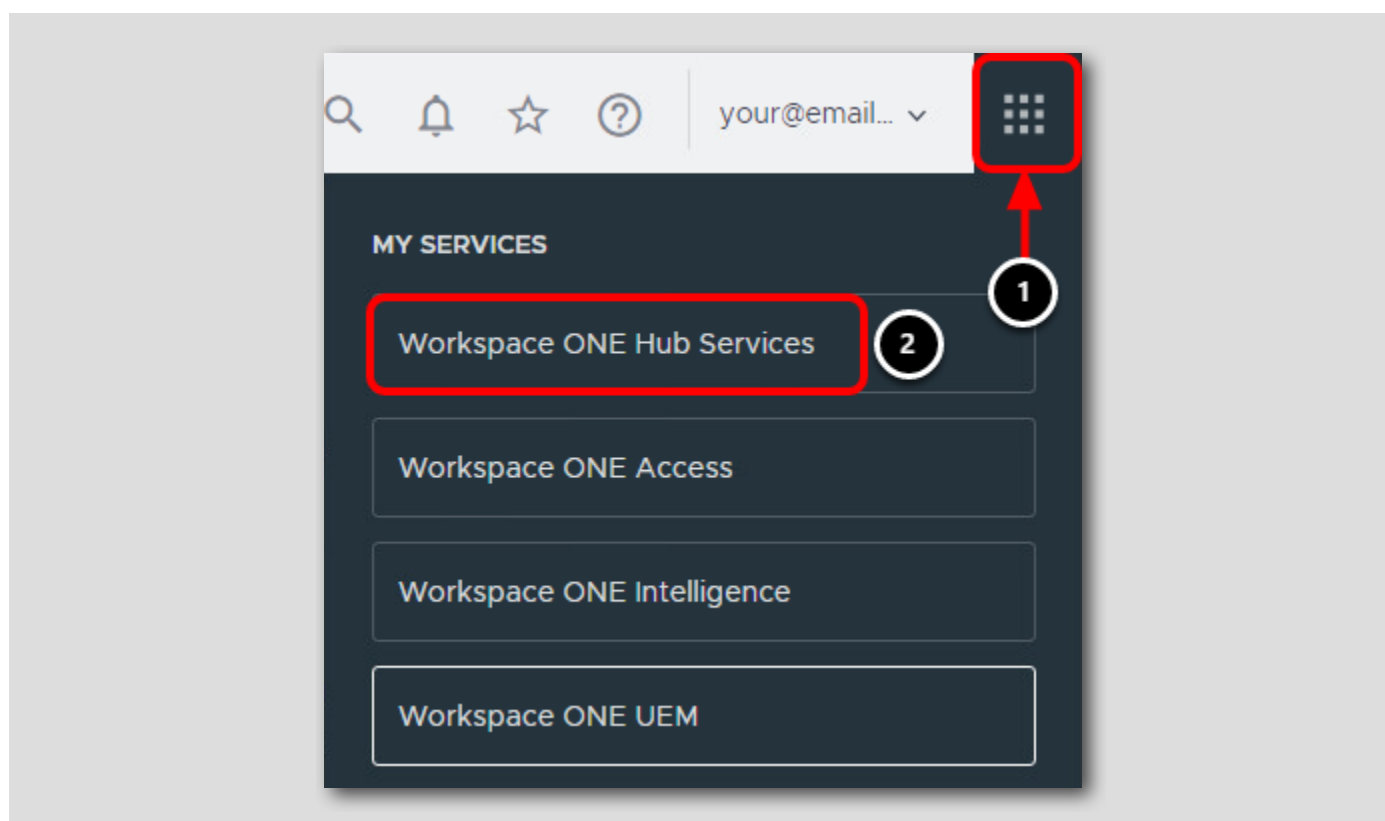 your@email...
MY SERVICES
1
Workspace ONE Hub Services
2
Workspace ONE Access
Workspace ONE Intelligence
Workspace ONE UEM